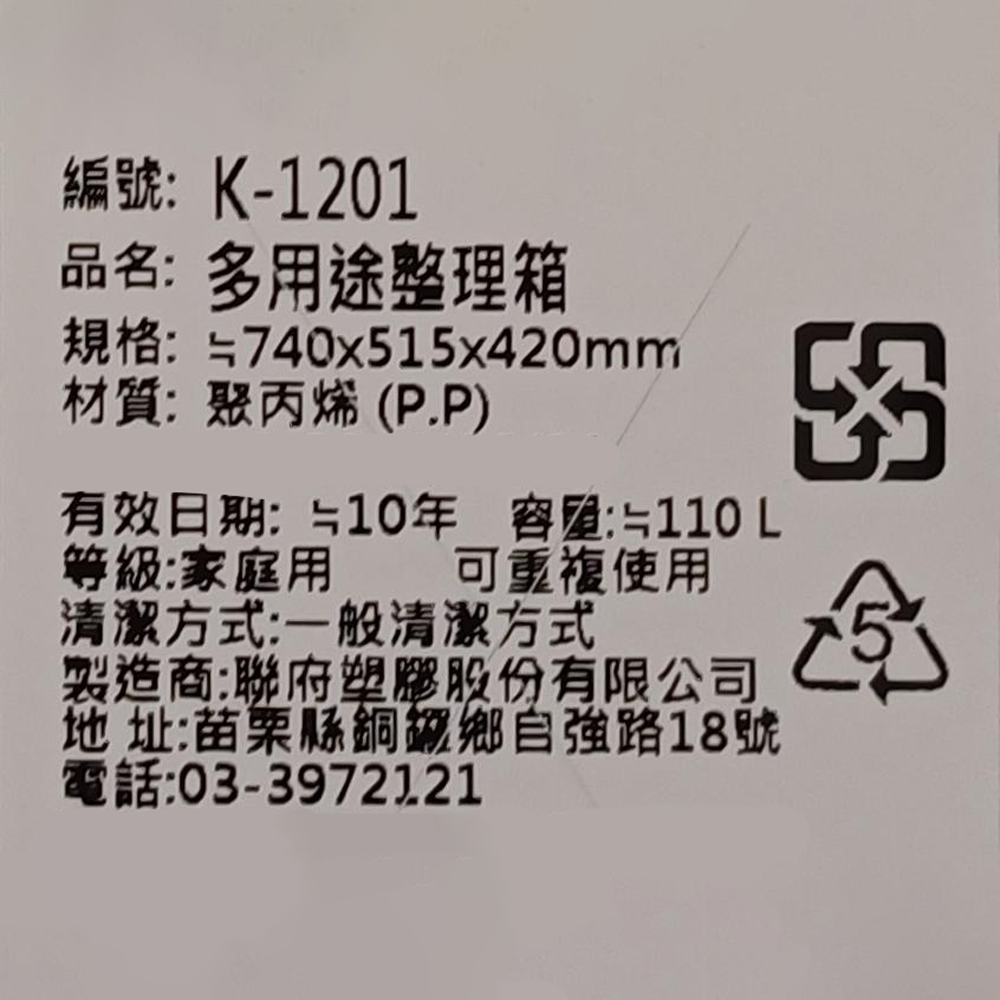 編號: K-1201
品名: 多用途整理箱
規格: ≒740x515x420mm
材質: 聚丙烯 (P.P)
有效日期: ≒10年 容量:≒110 L
等級:家庭用 可重複使用
清潔方式:一般清潔方式
製造商:聯府塑膠股份有限公司
地 址:苗栗縣銅鑼鄉自強路18號
電話:03-3972121
5